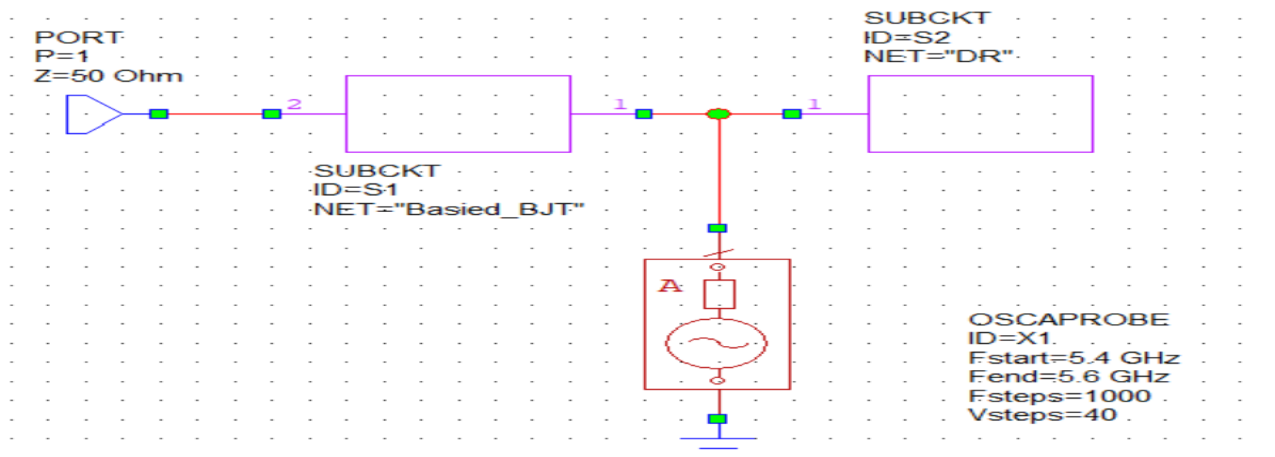 PORT
P=1
Z=50 Ohm
2
1
SUBCKT
ID=S1
NET="Basied_BJT"
SUBCKT
ID=S2
NET="DR"
1
A
OSCAPROBE
ID=X1
Fstart=5.4 GHz
Fend=5.6 GHz
Fsteps=1000
Vsteps=40